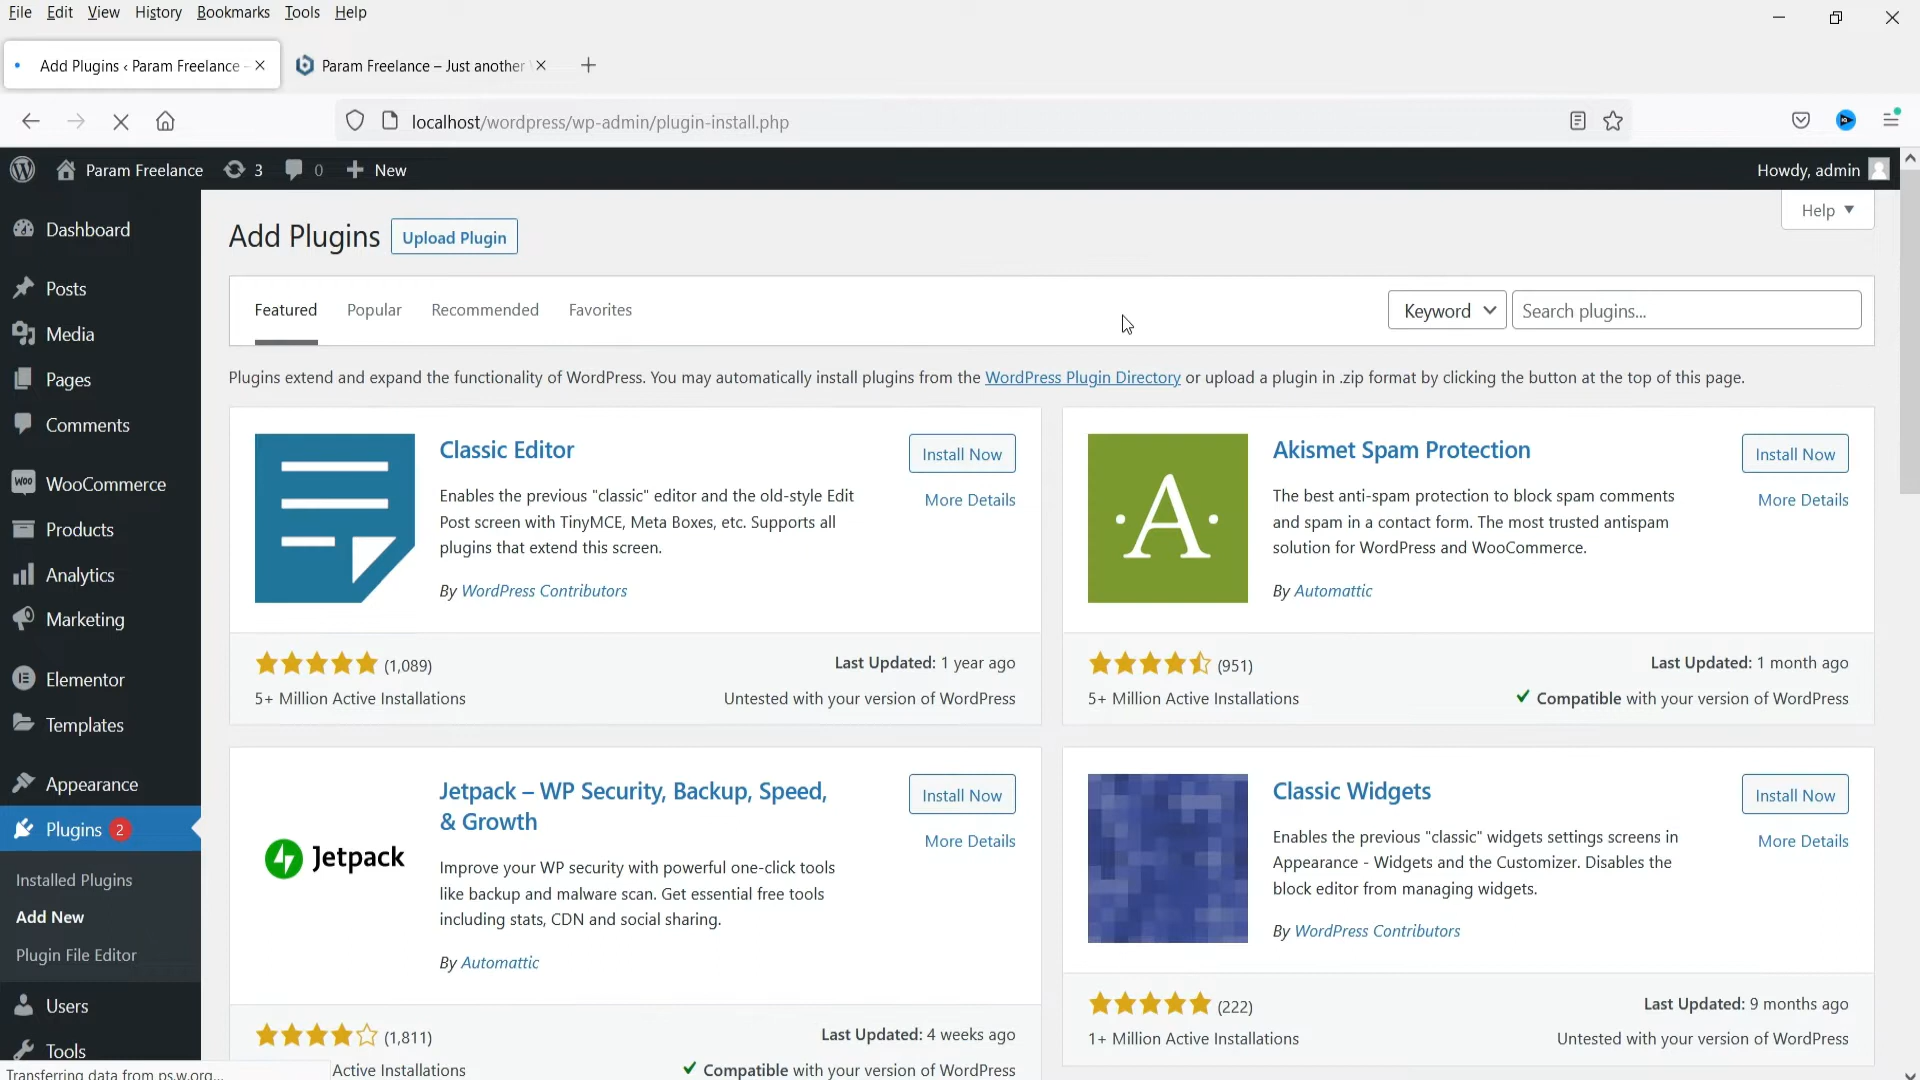 File Edit View History Bookmarks Tools Help
Add Plugins ‹ Param Freelance –
Param Freelance – Just another
localhost/wordpress/wp-admin/plugin-install.php
Param Freelance 3 0 New
Howdy, admin
Dashboard
Posts
Media
Pages
Comments
WooCommerce
Products
Analytics
Marketing
Elementor
Templates
Appearance
Plugins 2
Installed Plugins
Add New
Plugin File Editor
Users
Tools
Transferring data from ps.w.org...
Help
Add Plugins Upload Plugin
Featured Popular Recommended Favorites
Keyword Search plugins...
Plugins extend and expand the functionality of WordPress. You may automatically install plugins from the WordPress Plugin Directory or upload a plugin in .zip format by clicking the button at the top of this page.
Classic Editor
Install Now
More Details
Enables the previous "classic" editor and the old-style Edit
Post screen with TinyMCE, Meta Boxes, etc. Supports all
plugins that extend this screen.
By WordPress Contributors
(1,089)
Last Updated: 1 year ago
5+ Million Active Installations
Untested with your version of WordPress
A
Akismet Spam Protection
Install Now
More Details
The best anti-spam protection to block spam comments
and spam in a contact form. The most trusted antispam
solution for WordPress and WooCommerce.
By Automattic
(951)
Last Updated: 1 month ago
5+ Million Active Installations
Compatible with your version of WordPress
Jetpack
Jetpack – WP Security, Backup, Speed,
& Growth
Install Now
More Details
Improve your WP security with powerful one-click tools
like backup and malware scan. Get essential free tools
including stats, CDN and social sharing.
By Automattic
(1,811)
Last Updated: 4 weeks ago
Active Installations
Compatible with your version of WordPress
Classic Widgets
Install Now
More Details
Enables the previous "classic" widgets settings screens in
Appearance - Widgets and the Customizer. Disables the
block editor from managing widgets.
By WordPress Contributors
(222)
Last Updated: 9 months ago
1+ Million Active Installations
Untested with your version of WordPress